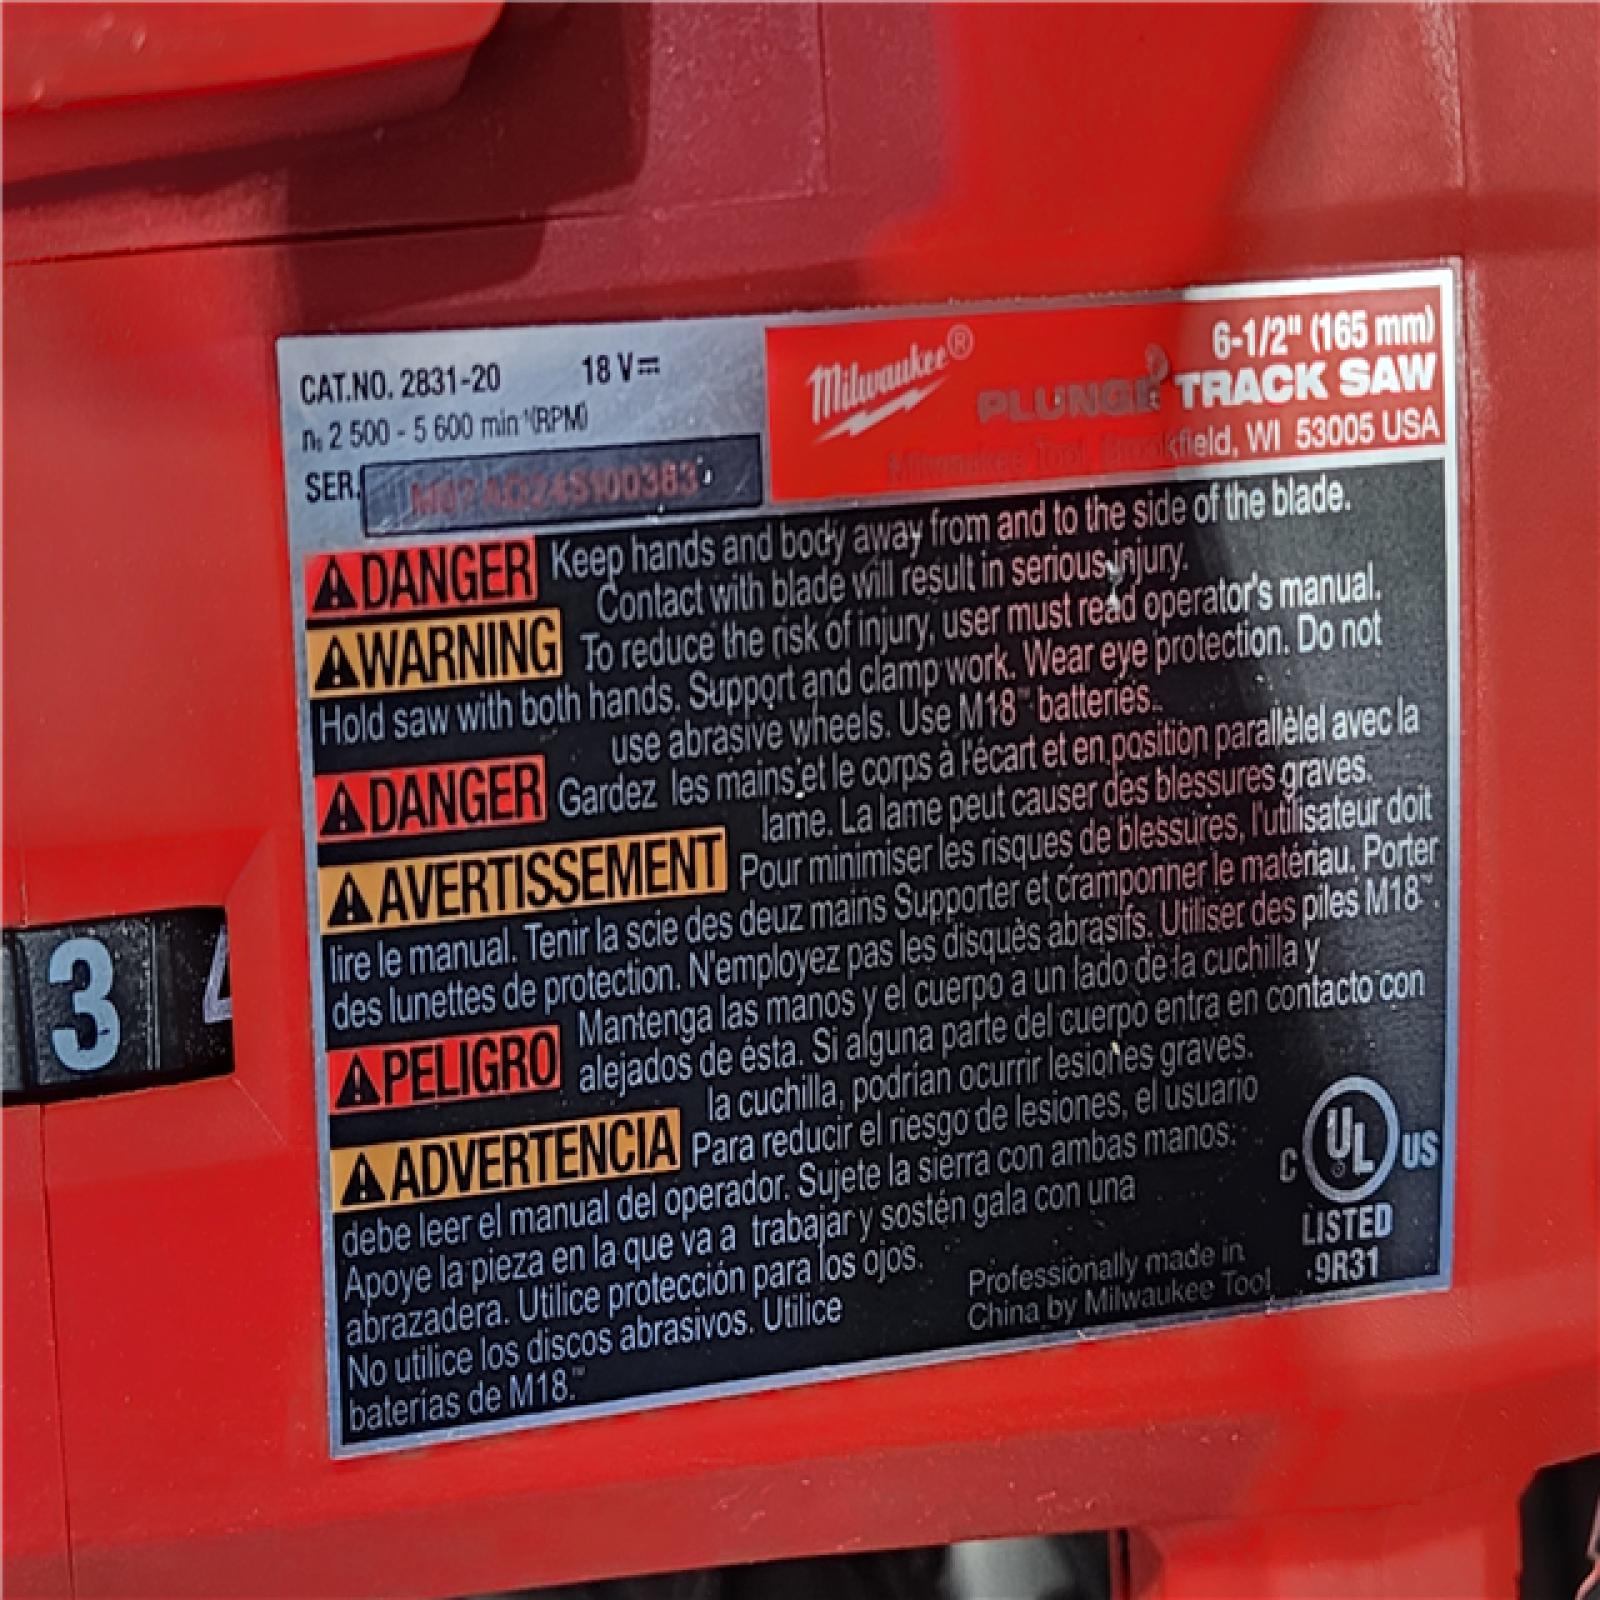 CAT.NO. 2831-20 18 V⎓
n₀ 2 500 - 5 600 min⁻¹(RPM)
SER.
Milwaukee®
6-1/2" (165 mm)
PLUNGE TRACK SAW
Milwaukee Tool, Brookfield, WI 53005 USA
⚠DANGER Keep hands and body away from and to the side of the blade.
Contact with blade will result in serious injury.
⚠WARNING To reduce the risk of injury, user must read operator's manual.
Hold saw with both hands. Support and clamp work. Wear eye protection. Do not
use abrasive wheels. Use M18™ batteries.
⚠DANGER Gardez les mains et le corps à l'écart et en position parallèlel avec la
lame. La lame peut causer des blessures graves.
⚠AVERTISSEMENT Pour minimiser les risques de blessures, l'utilisateur doit
lire le manual. Tenir la scie des deuz mains Supporter et cramponner le matériau. Porter
des lunettes de protection. N'employez pas les disques abrasifs. Utiliser des piles M18™.
⚠PELIGRO Mantenga las manos y el cuerpo a un lado de la cuchilla y
alejados de ésta. Si alguna parte del cuerpo entra en contacto con
la cuchilla, podrían ocurrir lesiones graves.
⚠ADVERTENCIA Para reducir el riesgo de lesiones, el usuario
debe leer el manual del operador. Sujete la sierra con ambas manos.
Apoye la pieza en la que va a trabajar y sostén gala con una
abrazadera. Utilice protección para los ojos.
No utilice los discos abrasivos. Utilice
baterías de M18.™
Professionally made in
China by Milwaukee Tool
C UL US
LISTED
9R31
3 4